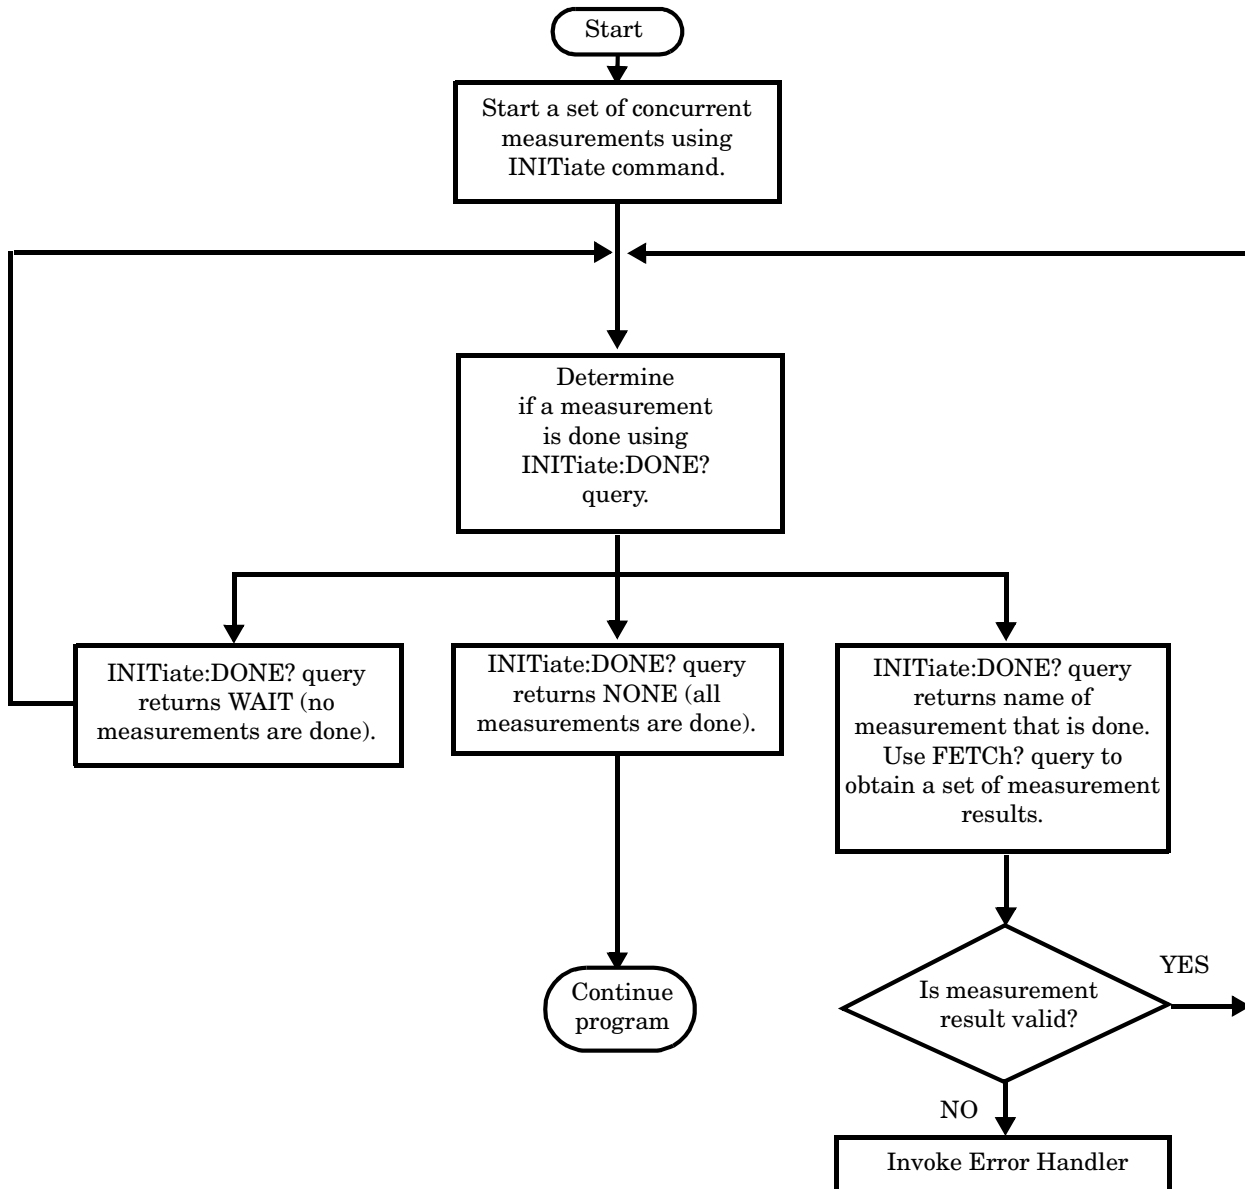 Start
Start a set of concurrent
measurements using
INITiate command.
Determine
if a measurement
is done using
INITiate:DONE?
query.
INITiate:DONE? query
returns WAIT (no
measurements are done).
INITiate:DONE? query
returns NONE (all
measurements are done).
INITiate:DONE? query
returns name of
measurement that is done.
Use FETCh? query to
obtain a set of measurement
results.
Continue
program
Is measurement
result valid?
YES
NO
Invoke Error Handler